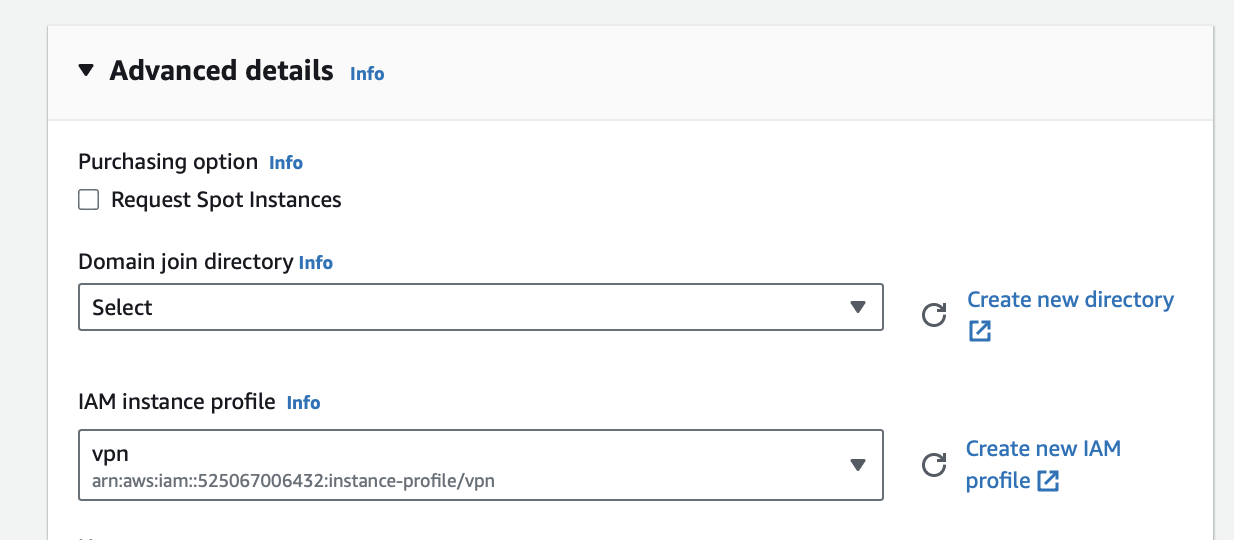 Advanced details Info
Purchasing option Info
Request Spot Instances
Domain join directory Info
Select
Create new directory
IAM instance profile Info
vpn
arn:aws:iam::525067006432:instance-profile/vpn
Create new IAM
profile